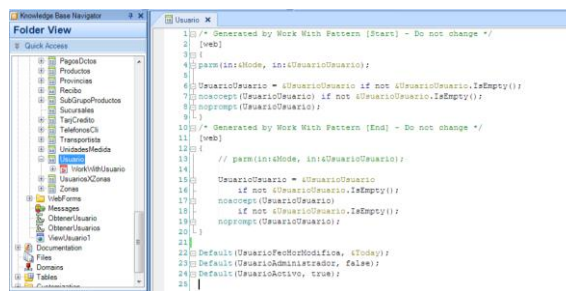 Knowledge Base Navigator
Folder View
Quick Access
PagosDctos
Productos
Provincias
Recibo
SubGrupoProductos
Sucursales
TarjCredito
TelefonosCli
Transportista
UnidadesMedida
Usuario
WorkWithUsuario
UsuariosXZonas
Zonas
WebForms
Messages
ObtenerUsuario
ObtenerUsuarios
ViewUsuario1
Documentation
Files
Domains
Tables
Customization
Usuario
1 /* Generated by Work With Pattern [Start] - Do not change */
2 [web]
3 {
4 parm(in:&Mode, in:&UsuarioUsuario);
5
6 UsuarioUsuario = &UsuarioUsuario if not &UsuarioUsuario.IsEmpty();
7 noaccept(UsuarioUsuario) if not &UsuarioUsuario.IsEmpty();
8 noprompt(UsuarioUsuario);
9 }
10 /* Generated by Work With Pattern [End] - Do not change */
11 [web]
12 {
13 // parm(in:&Mode, in:&UsuarioUsuario);
14
15 UsuarioUsuario = &UsuarioUsuario
16 if not &UsuarioUsuario.IsEmpty();
17 noaccept(UsuarioUsuario)
18 if not &UsuarioUsuario.IsEmpty();
19 noprompt(UsuarioUsuario);
20 }
21
22 Default(UsuarioFecHorModifica, &Today);
23 Default(UsuarioAdministrador, false);
24 Default(UsuarioActivo, true);
25